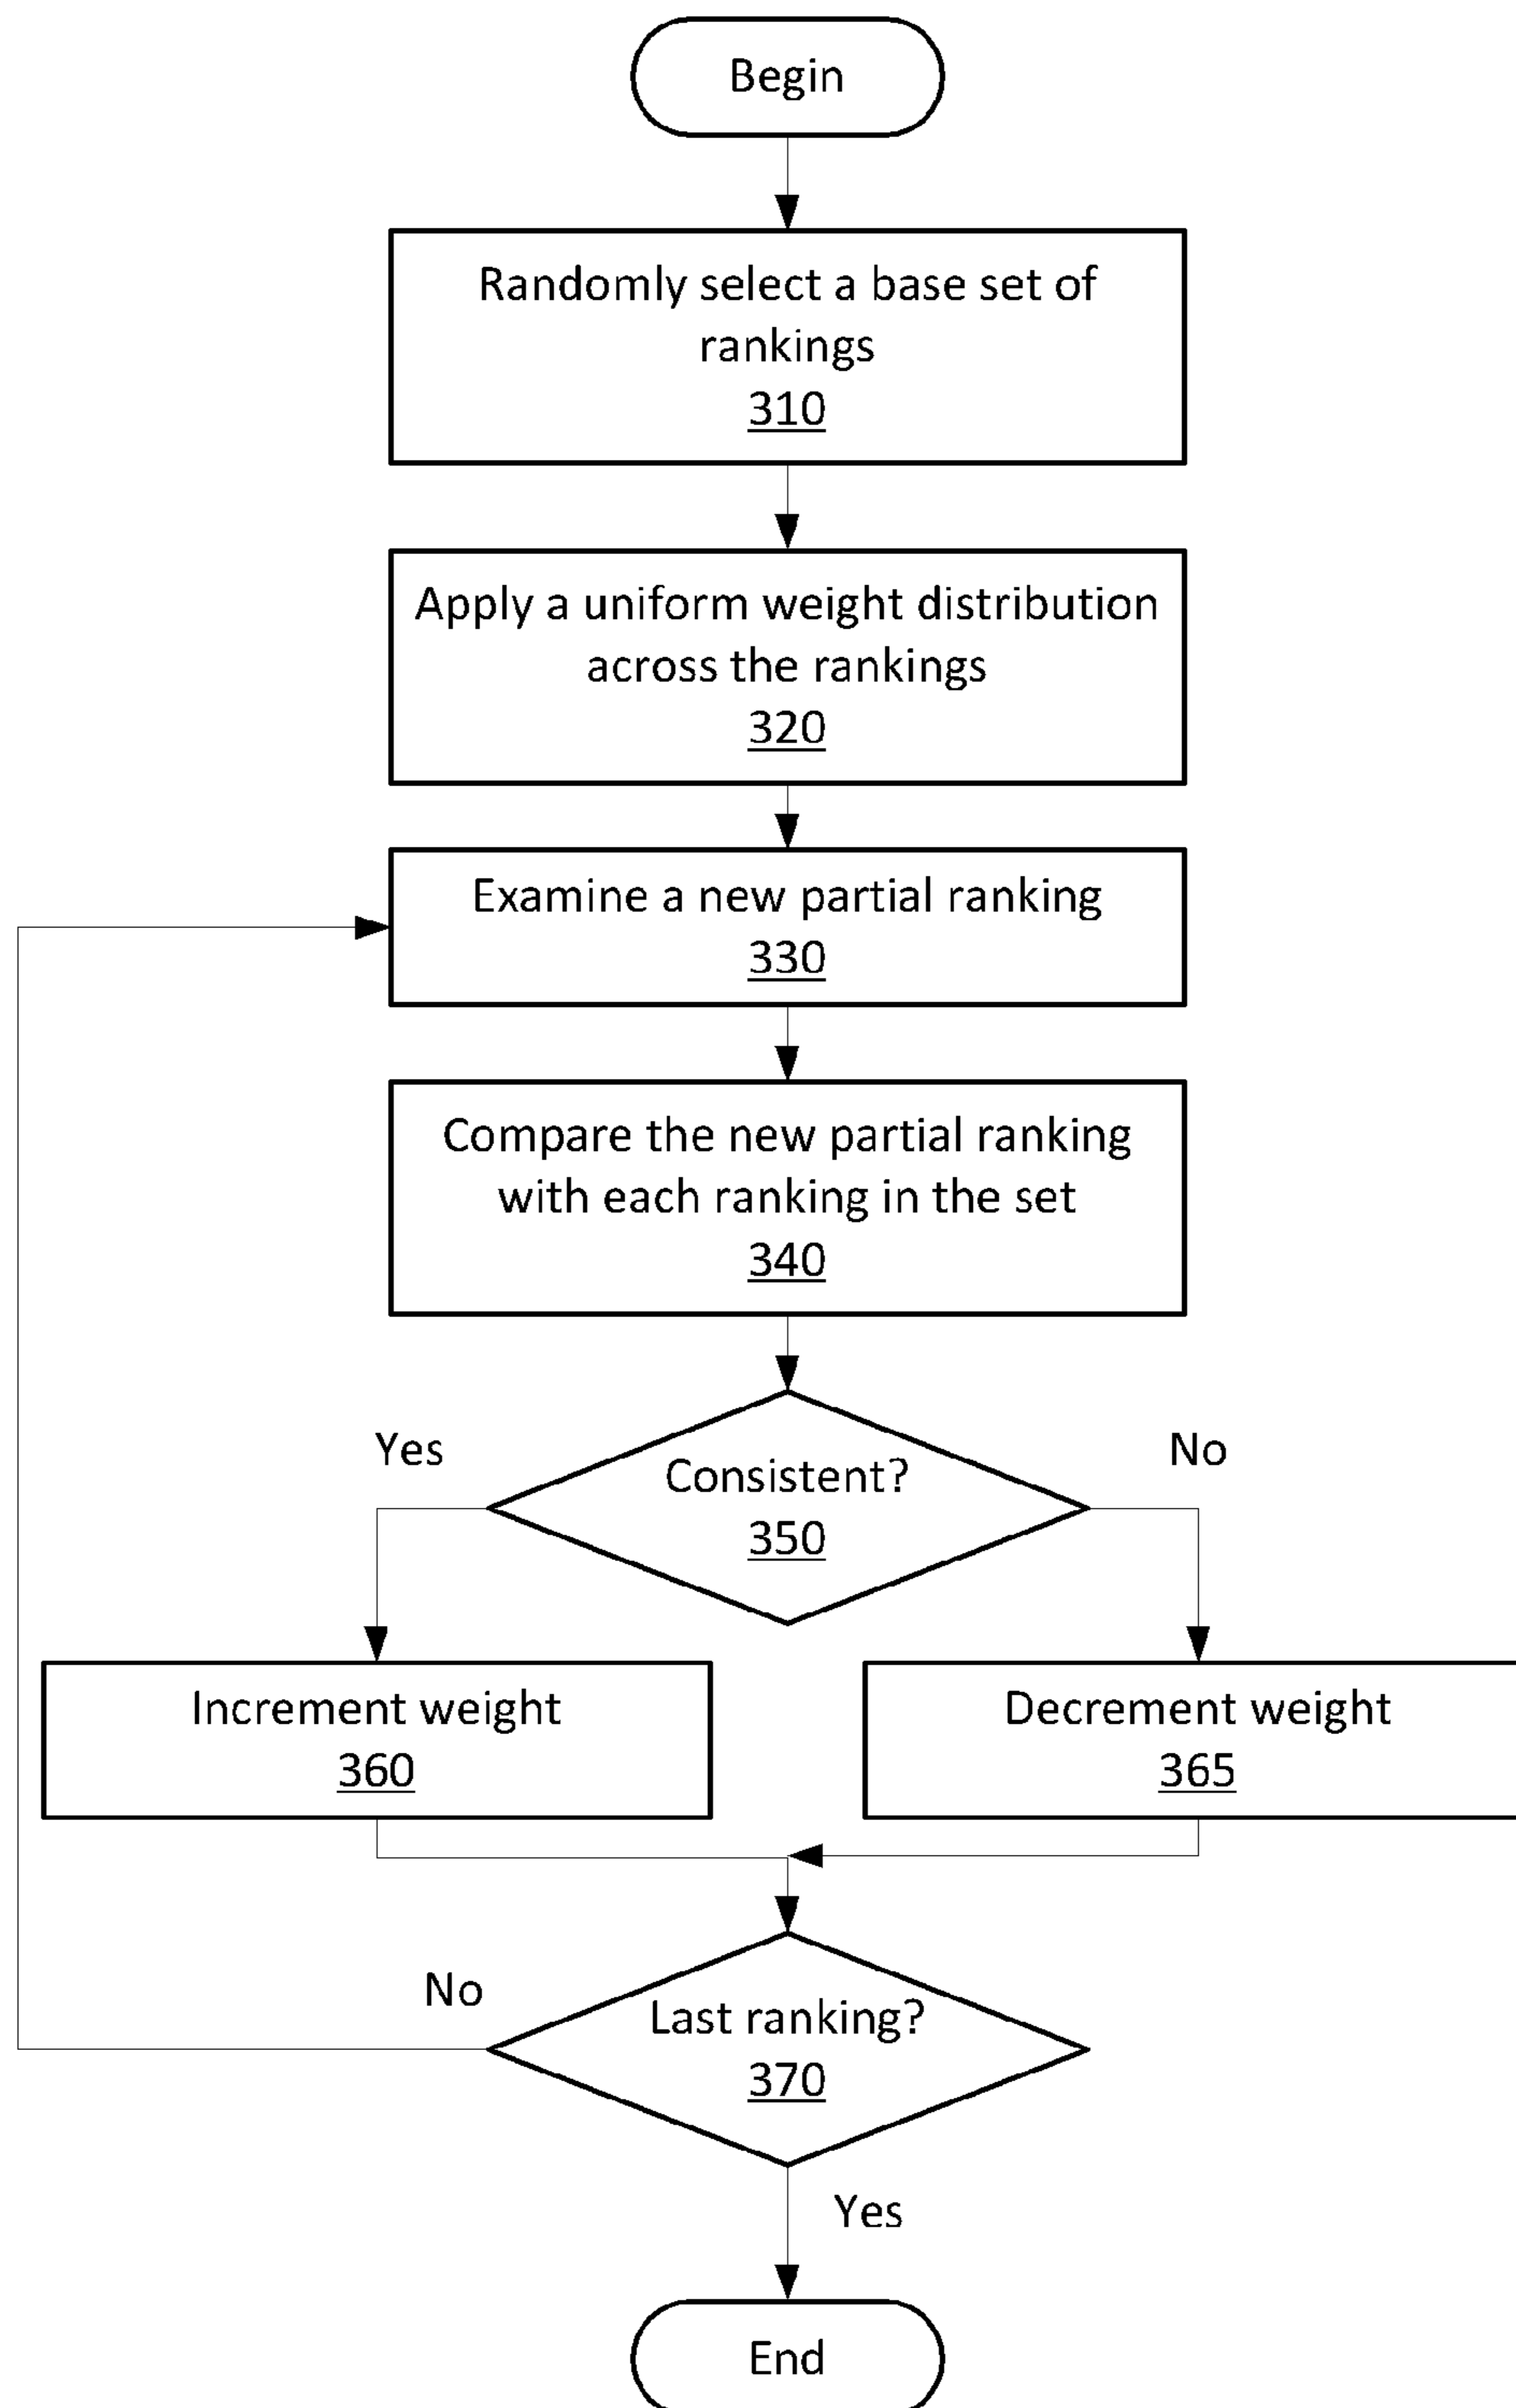 Begin
Randomly select a base set of
rankings
310
Apply a uniform weight distribution
across the rankings
320
Examine a new partial ranking
330
Compare the new partial ranking
with each ranking in the set
340
Yes
No
Consistent?
350
Increment weight
360
Decrement weight
365
No
Last ranking?
370
Yes
End